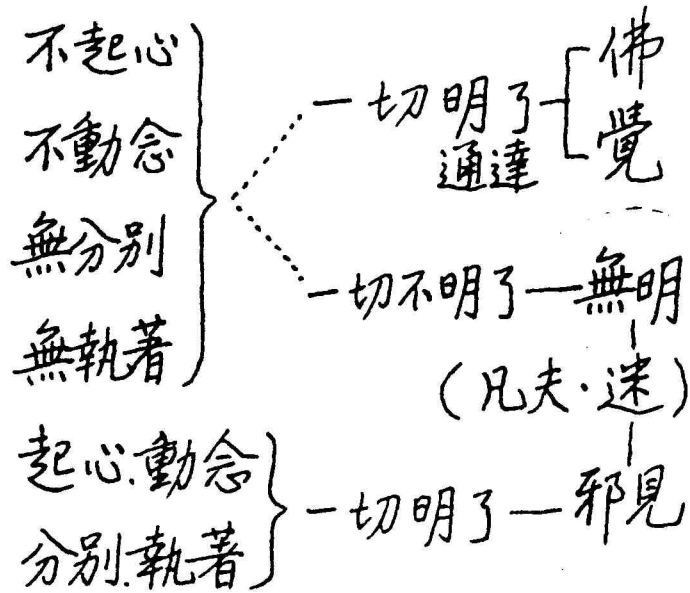 不起心
不動念
無分別
無執著
一切明了
通達
佛
覺
一切不明了—無明
(凡夫·迷)
起心.動念
分別.執著
一切明了—邪見